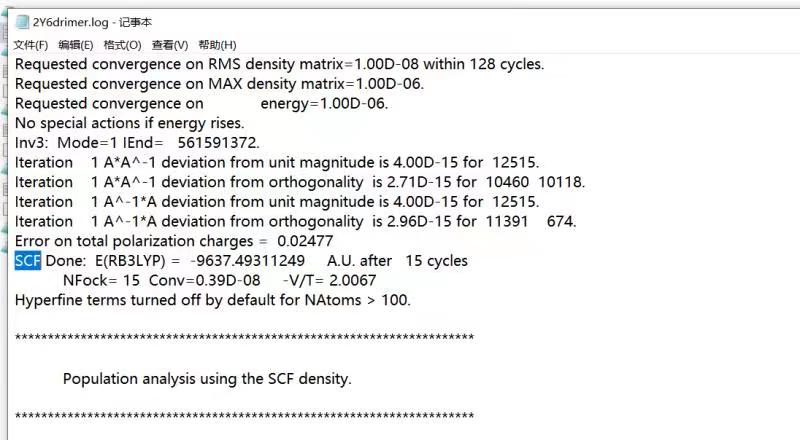 2Y6drimer.log - 记事本
文件(F) 编辑(E) 格式(O) 查看(V) 帮助(H)
Requested convergence on RMS density matrix=1.00D-08 within 128 cycles.
Requested convergence on MAX density matrix=1.00D-06.
Requested convergence on energy=1.00D-06.
No special actions if energy rises.
Inv3: Mode=1 IEnd= 561591372.
Iteration 1 A*A^-1 deviation from unit magnitude is 4.00D-15 for 12515.
Iteration 1 A*A^-1 deviation from orthogonality is 2.71D-15 for 10460 10118.
Iteration 1 A^-1*A deviation from unit magnitude is 4.00D-15 for 12515.
Iteration 1 A^-1*A deviation from orthogonality is 2.96D-15 for 11391 674.
Error on total polarization charges = 0.02477
SCF Done: E(RB3LYP) = -9637.49311249 A.U. after 15 cycles
NFock= 15 Conv=0.39D-08 -V/T= 2.0067
Hyperfine terms turned off by default for NAtoms > 100.
**********************************************************************
Population analysis using the SCF density.
**********************************************************************